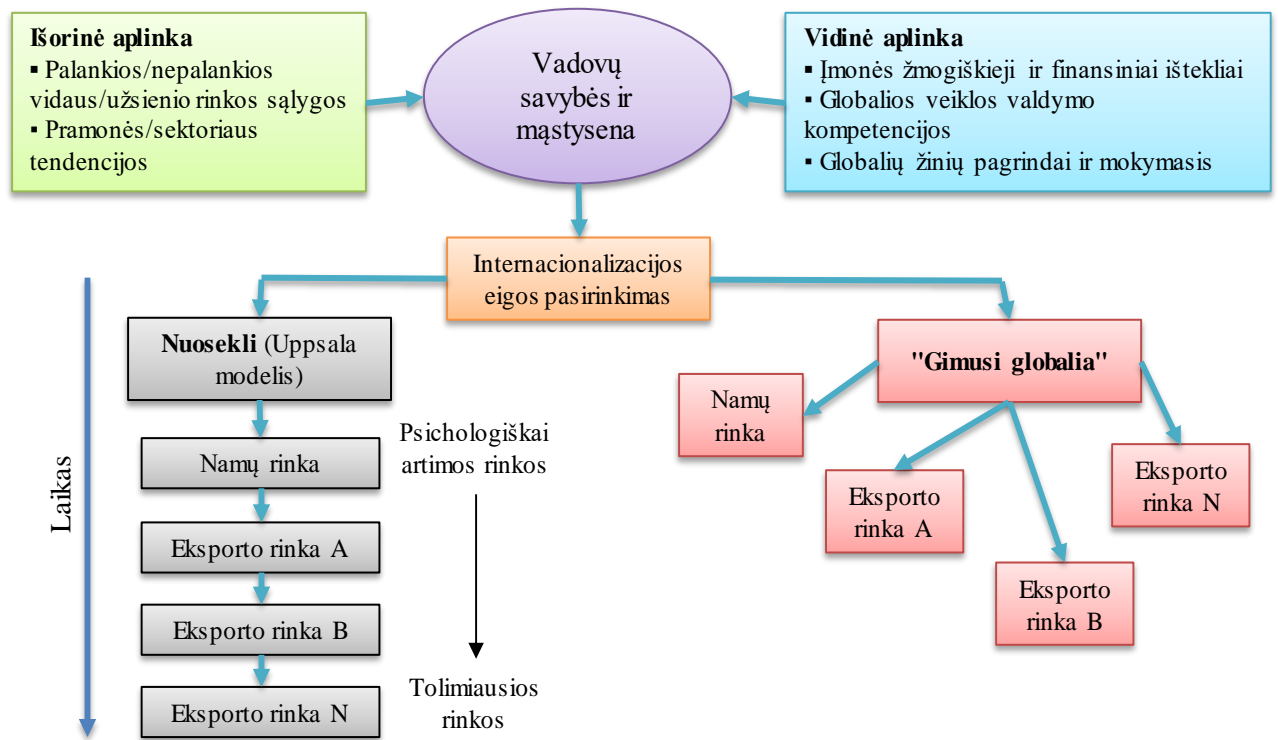 Išorinė aplinka
▪ Palankios/nepalankios
vidaus/užsienio rinkos sąlygos
▪ Pramonės/sektoriaus
tendencijos
Vadovų
savybės ir
mąstysena
Vidinė aplinka
▪ Įmonės žmogiškieji ir finansiniai ištekliai
▪ Globalios veiklos valdymo
kompetencijos
▪ Globalių žinių pagrindai ir mokymasis
Internacionalizacijos
eigos pasirinkimas
Laikas
Nuosekli (Uppsala
modelis)
Namų rinka
Eksporto rinka A
Eksporto rinka B
Eksporto rinka N
Psichologiškai
artimos rinkos
Tolimiausios
rinkos
"Gimusi globalia"
Namų
rinka
Eksporto
rinka A
Eksporto
rinka B
Eksporto
rinka N